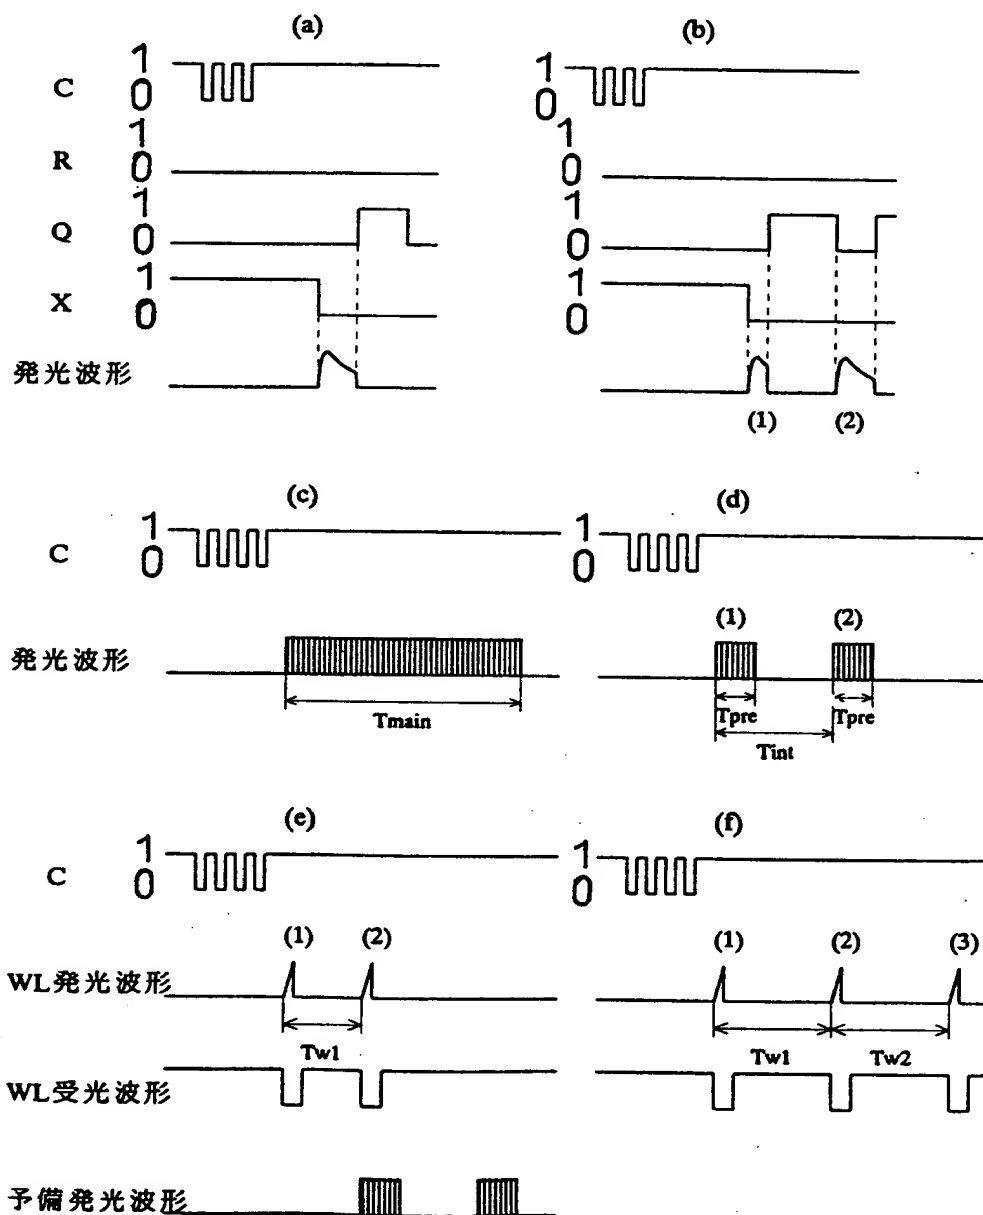 (a) (b)
C 1 0 1 0
R 1 0 1 0
Q 1 0 1 0
X 1 0 1 0
発光波形
(1) (2)
(c) (d)
C 1 0 1 0
(1) (2)
発光波形
Tmain Tpre Tpre
Tint
(e) (f)
C 1 0 1 0
(1) (2) (1) (2) (3)
WL発光波形
Tw1 Tw1 Tw2
WL受光波形
予備発光波形